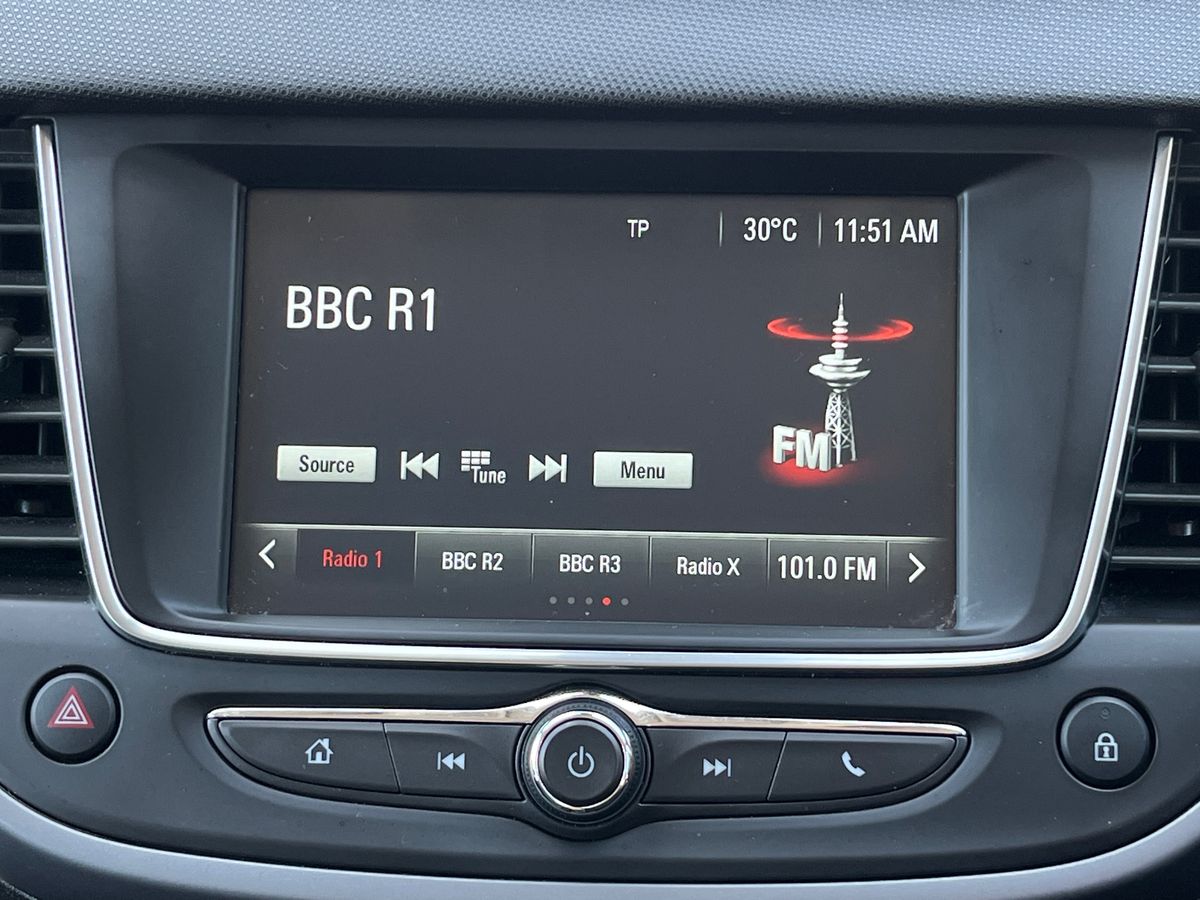 TP 30°C 11:51 AM
BBC R1
FM
Source Tune Menu
Radio 1 BBC R2 BBC R3 Radio X 101.0 FM